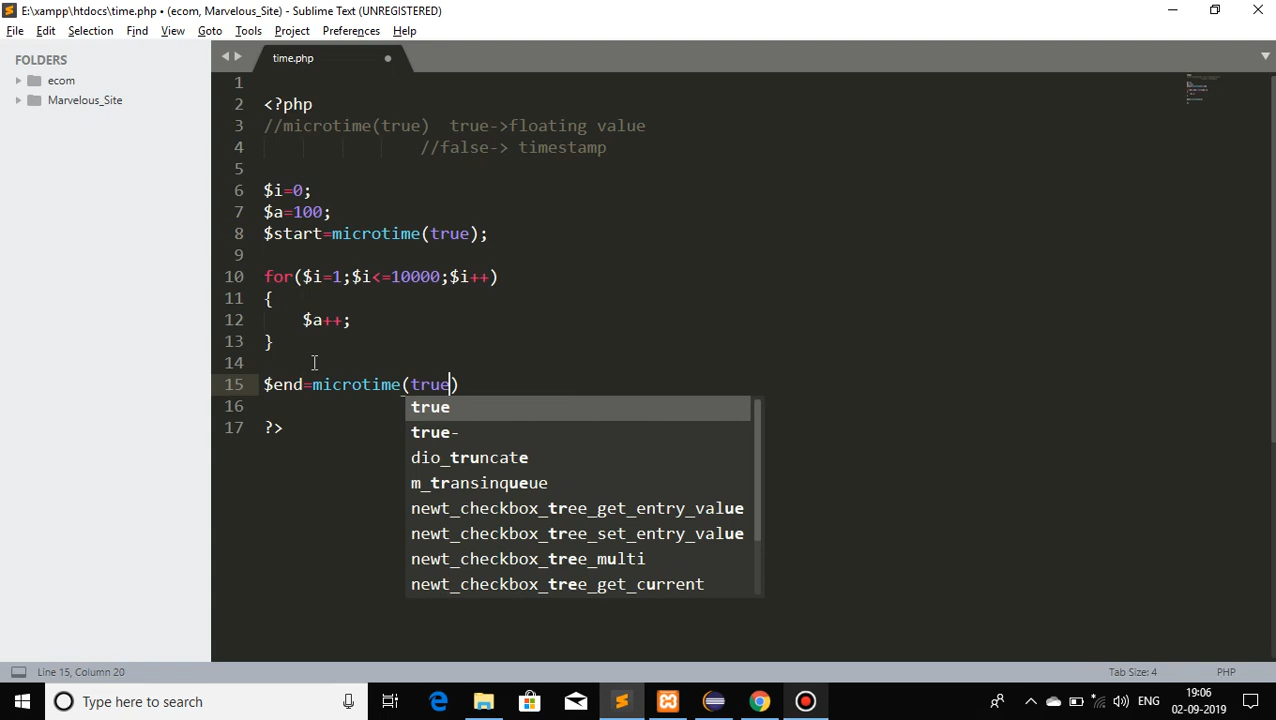 E:\xampp\htdocs\time.php • (ecom, Marvelous_Site) - Sublime Text (UNREGISTERED)
File Edit Selection Find View Goto Tools Project Preferences Help
FOLDERS
ecom
Marvelous_Site
time.php
1
2 <?php
3 //microtime(true)  true->floating value
4 //false-> timestamp
5
6 $i=0;
7 $a=100;
8 $start=microtime(true);
9
10 for($i=1;$i<=10000;$i++)
11 {
12 $a++;
13 }
14
15 $end=microtime(true)
16
17 ?>
true
true-
dio_truncate
m_transinqueue
newt_checkbox_tree_get_entry_value
newt_checkbox_tree_set_entry_value
newt_checkbox_tree_multi
newt_checkbox_tree_get_current
Line 15, Column 20
Tab Size: 4
PHP
Type here to search
ENG
19:06
02-09-2019